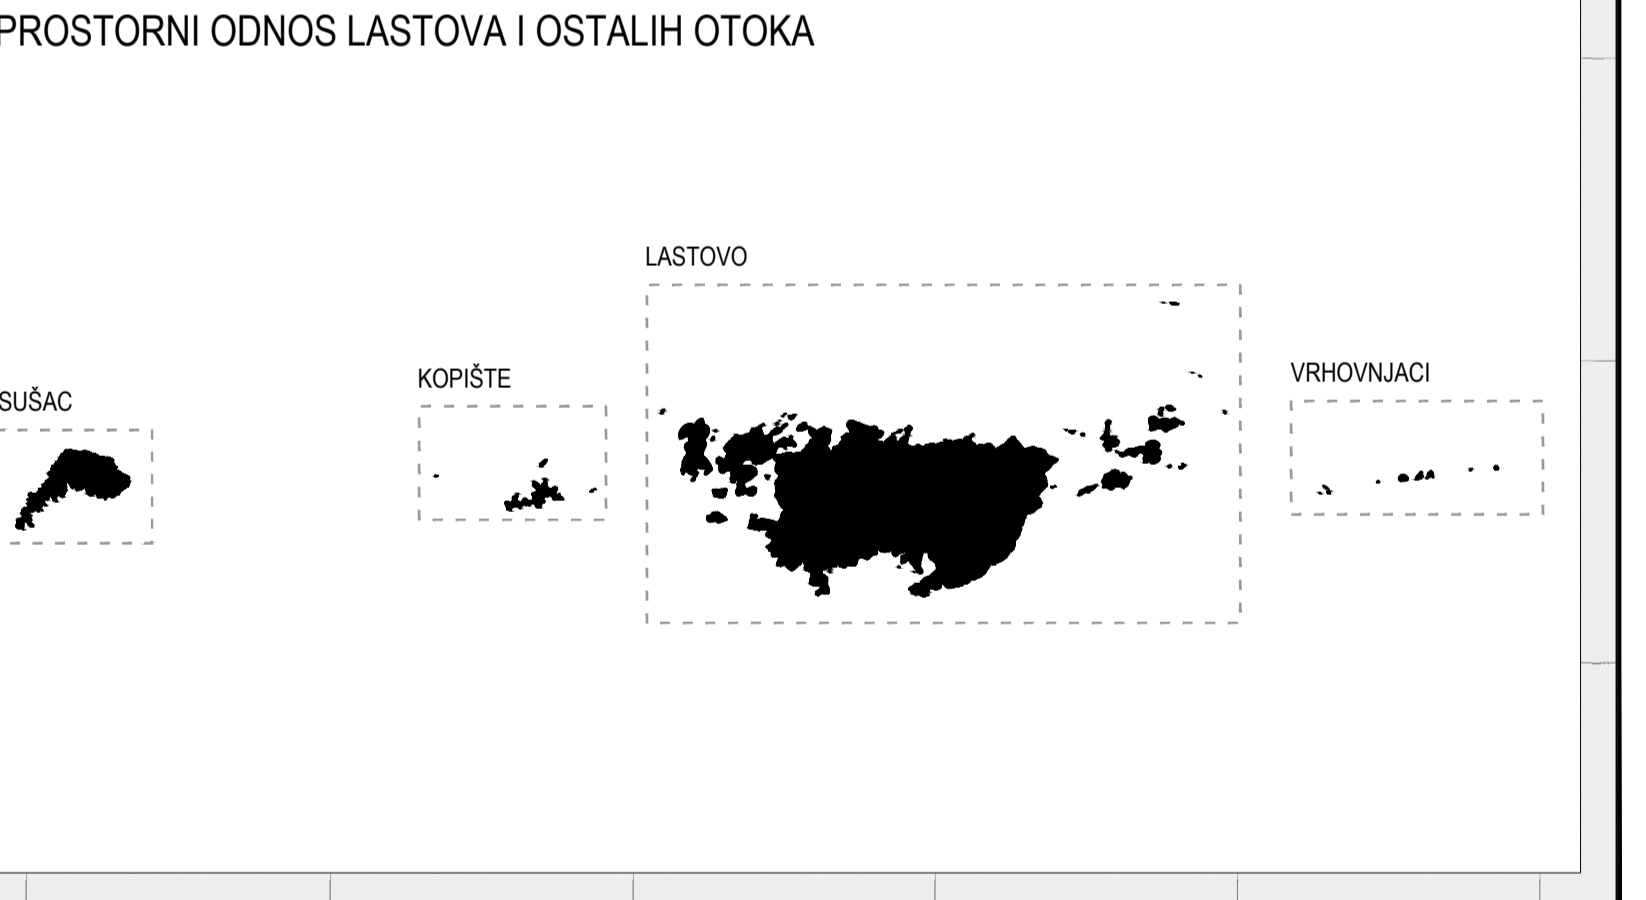 PROSTORNI ODNOS LASTOVA I OSTALIH OTOKA
LASTOVO
VRHOVNJACI
KOPIŠTE
SUŠAC